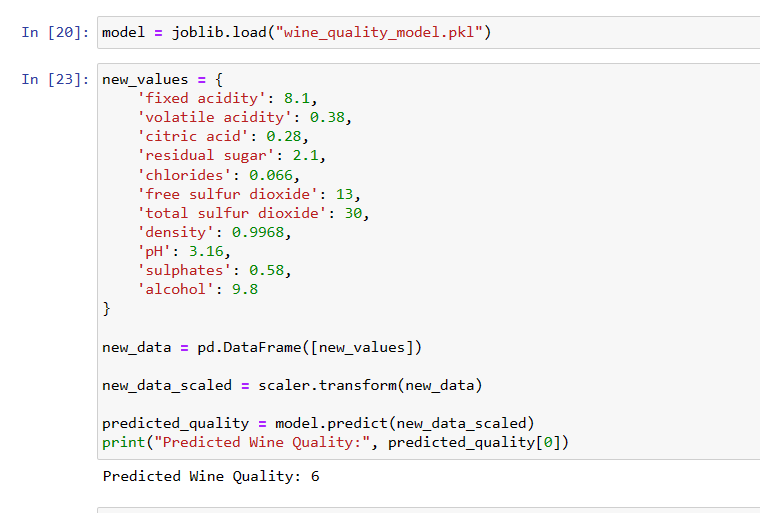 In [20]: model = joblib.load("wine_quality_model.pkl")
In [23]: new_values = {
    'fixed acidity': 8.1,
    'volatile acidity': 0.38,
    'citric acid': 0.28,
    'residual sugar': 2.1,
    'chlorides': 0.066,
    'free sulfur dioxide': 13,
    'total sulfur dioxide': 30,
    'density': 0.9968,
    'pH': 3.16,
    'sulphates': 0.58,
    'alcohol': 9.8
}
new_data = pd.DataFrame([new_values])
new_data_scaled = scaler.transform(new_data)
predicted_quality = model.predict(new_data_scaled)
print("Predicted Wine Quality:", predicted_quality[0])
Predicted Wine Quality: 6